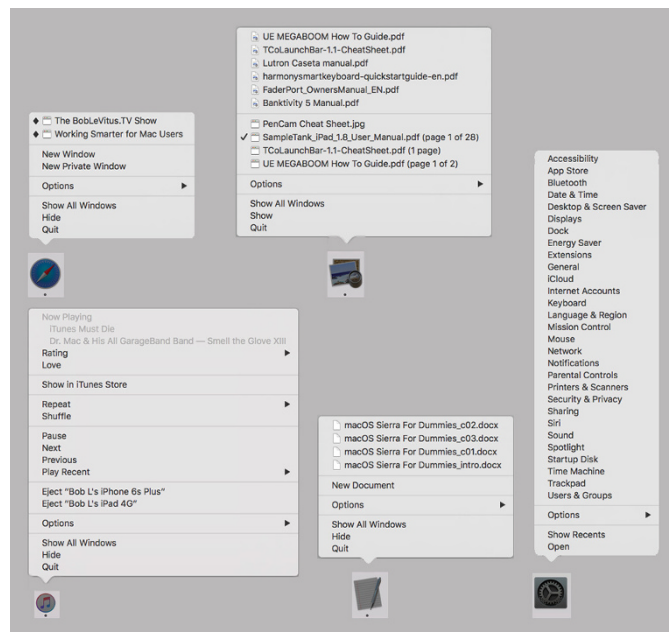 UE MEGABOOM How To Guide.pdf
TCoLaunchBar-1.1-CheatSheet.pdf
Lutron Caseta manual.pdf
harmonysmartkeyboard-quickstartguide-en.pdf
FaderPort_OwnersManual_EN.pdf
Banktivity 5 Manual.pdf
PenCam Cheat Sheet.jpg
✓ SampleTank_iPad_1.8_User_Manual.pdf (page 1 of 28)
TCoLaunchBar-1.1-CheatSheet.pdf (1 page)
UE MEGABOOM How To Guide.pdf (page 1 of 2)
Options
Show All Windows
Show
Quit
The BobLeVitus.TV Show
Working Smarter for Mac Users
New Window
New Private Window
Options
Show All Windows
Hide
Quit
Accessibility
App Store
Bluetooth
Date & Time
Desktop & Screen Saver
Displays
Dock
Energy Saver
Extensions
General
iCloud
Internet Accounts
Keyboard
Language & Region
Mission Control
Mouse
Network
Notifications
Parental Controls
Printers & Scanners
Security & Privacy
Sharing
Siri
Sound
Spotlight
Startup Disk
Time Machine
Trackpad
Users & Groups
Options
Show Recents
Open
Now Playing
iTunes Must Die
Dr. Mac & His All GarageBand Band — Smell the Glove XIII
Rating
Love
Show in iTunes Store
Repeat
Shuffle
Pause
Next
Previous
Play Recent
Eject “Bob L's iPhone 6s Plus”
Eject “Bob L's iPad 4G”
Options
Show All Windows
Hide
Quit
macOS Sierra For Dummies_c02.docx
macOS Sierra For Dummies_c03.docx
macOS Sierra For Dummies_c01.docx
macOS Sierra For Dummies_intro.docx
New Document
Options
Show All Windows
Hide
Quit